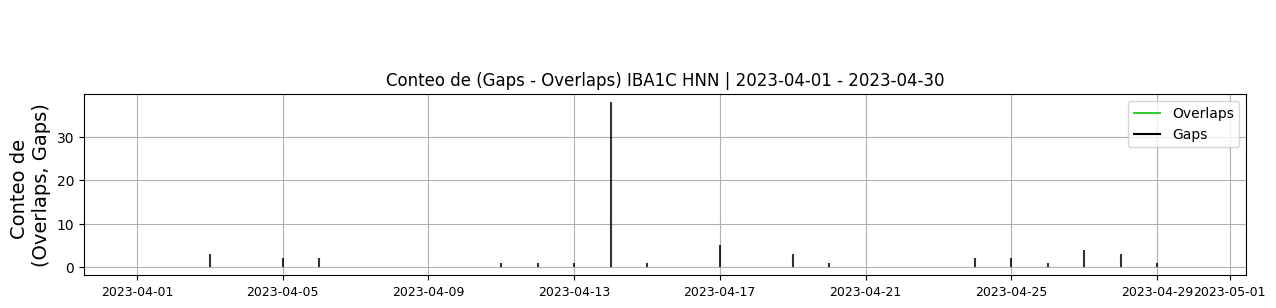 Conteo de (Gaps - Overlaps) IBA1C HNN | 2023-04-01 - 2023-04-30
Conteo de
(Overlaps, Gaps)
30
20
10
0
Overlaps
Gaps
2023-04-01 2023-04-05 2023-04-09 2023-04-13 2023-04-17 2023-04-21 2023-04-25 2023-04-29 2023-05-01